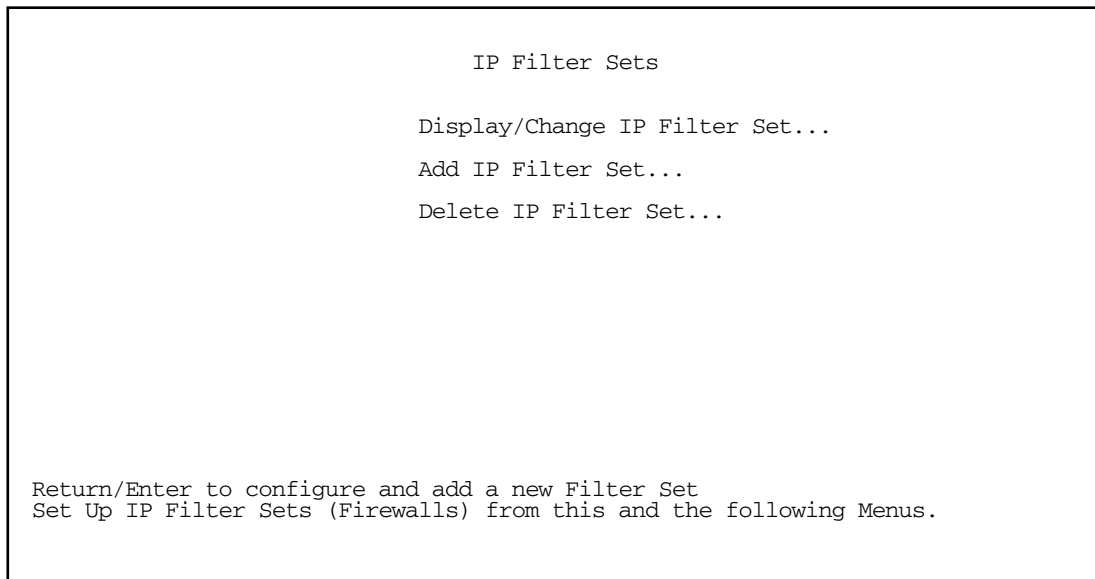 IP Filter Sets
Display/Change IP Filter Set...
Add IP Filter Set...
Delete IP Filter Set...
Return/Enter to configure and add a new Filter Set
Set Up IP Filter Sets (Firewalls) from this and the following Menus.